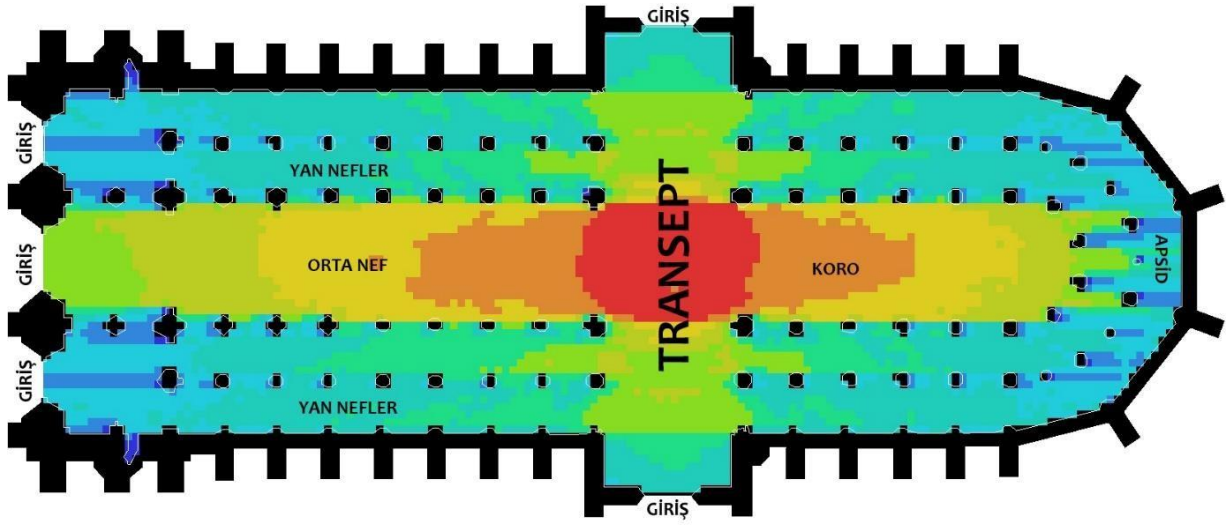 GİRİŞ
GİRİŞ
YAN NEFLER
GİRİŞ
ORTA NEF
TRANSEPT
KORO
APSİD
GİRİŞ
YAN NEFLER
GİRİŞ